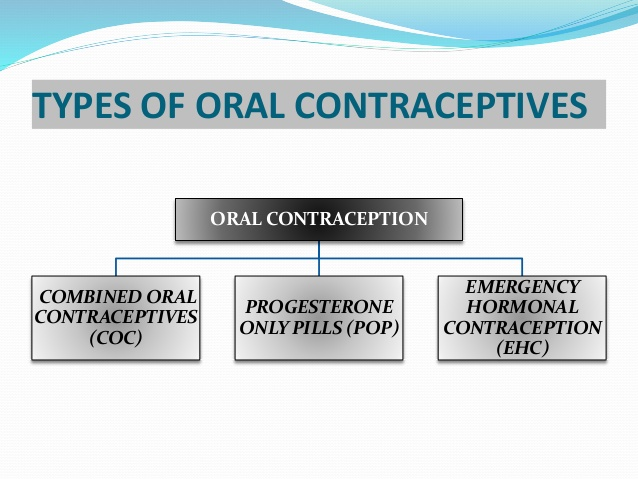 TYPES OF ORAL CONTRACEPTIVES
ORAL CONTRACEPTION
COMBINED ORAL
CONTRACEPTIVES
(COC)
PROGESTERONE
ONLY PILLS (POP)
EMERGENCY
HORMONAL
CONTRACEPTION
(EHC)